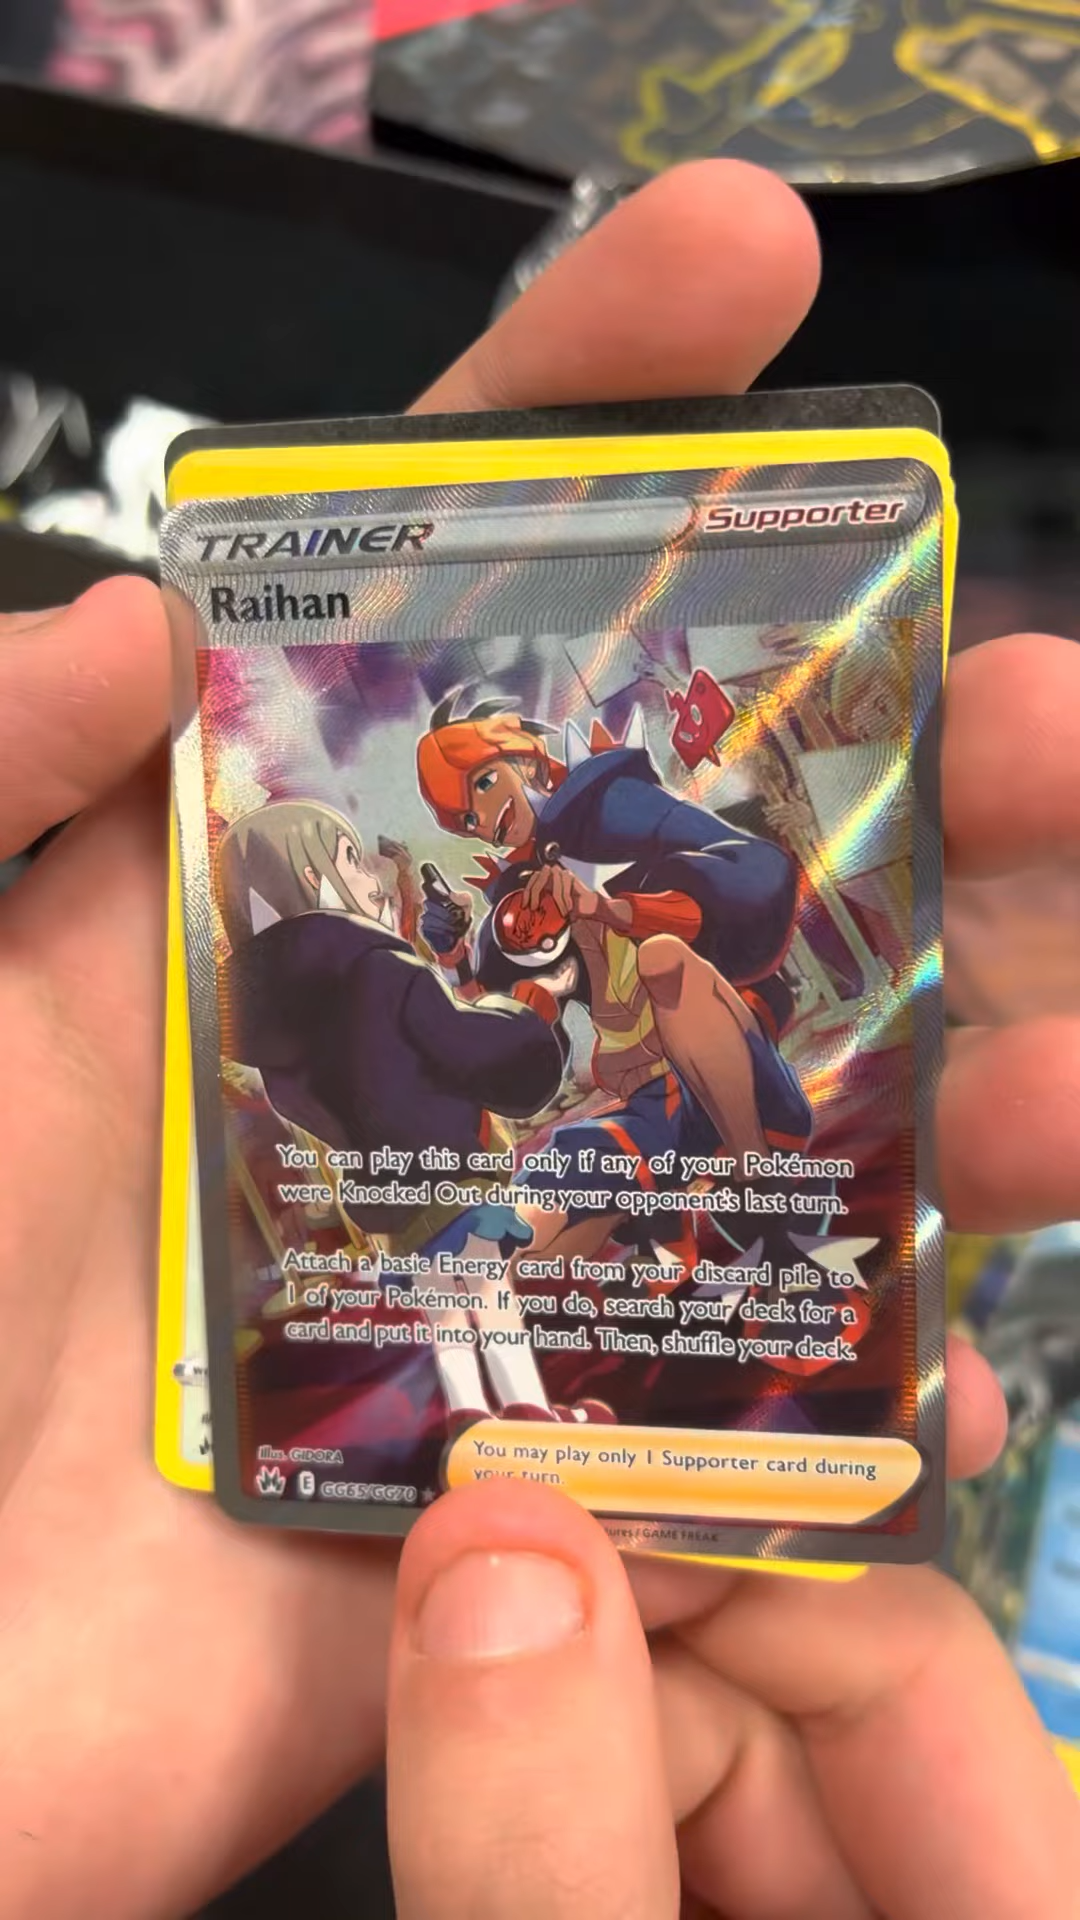 TRAINER
Supporter
Raihan
You can play this card only if any of your Pokémon
were Knocked Out during your opponent's last turn.
Attach a basic Energy card from your discard pile to
1 of your Pokémon. If you do, search your deck for a
card and put it into your hand. Then, shuffle your deck.
Illus. GIDORA
E GG65/GG70
You may play only 1 Supporter card during
your turn.
/ GAME FREAK